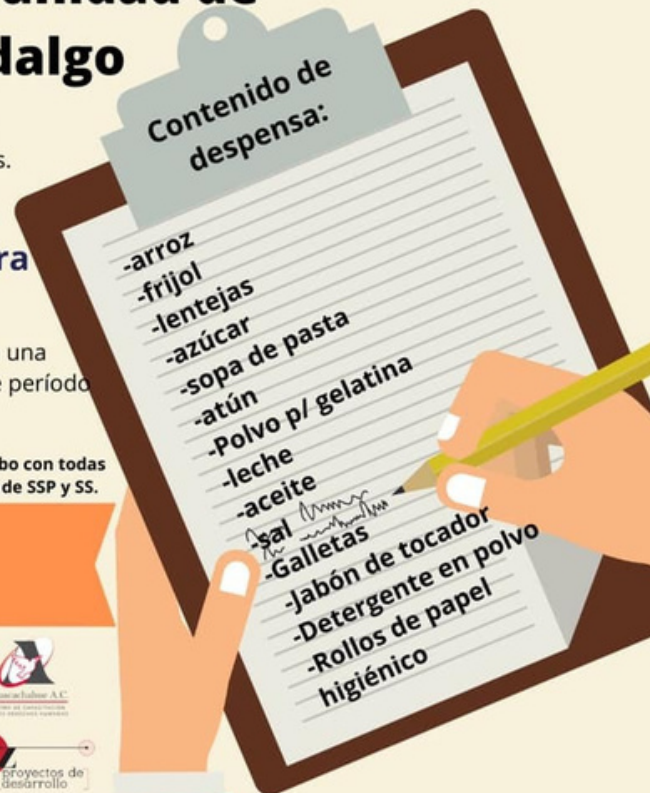 dalgo
s.
ra
una
período
bo con todas
de SSP y SS.
Contenido de
despensa:
-arroz
-frijol
-lentejas
-azúcar
-sopa de pasta
-atún
-Polvo p/ gelatina
-leche
-aceite
-sal
-Galletas
-Jabón de tocador
-Detergente en polvo
-Rollos de papel
higiénico
A.C.
proyectos de
desarrollo